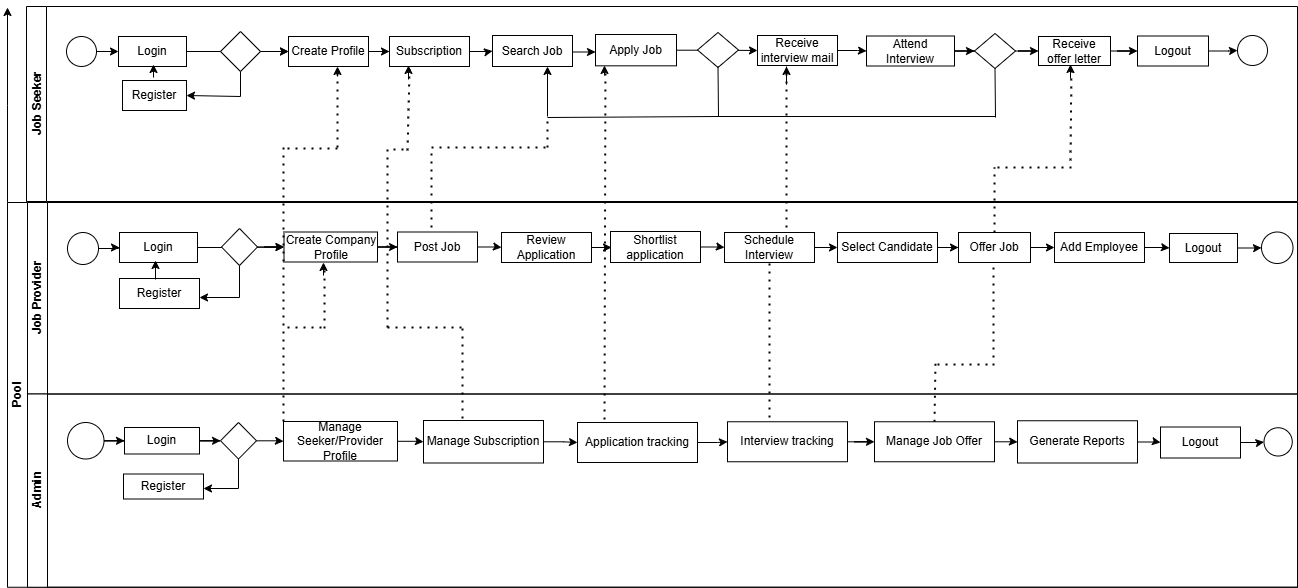 Pool
Job Seeker
Login
Register
Create Profile
Subscription
Search Job
Apply Job
Receive
interview mail
Attend
Interview
Receive
offer letter
Logout
Job Provider
Login
Register
Create Company
Profile
Post Job
Review
Application
Shortlist
application
Schedule
Interview
Select Candidate
Offer Job
Add Employee
Logout
Admin
Login
Register
Manage
Seeker/Provider
Profile
Manage Subscription
Application tracking
Interview tracking
Manage Job Offer
Generate Reports
Logout